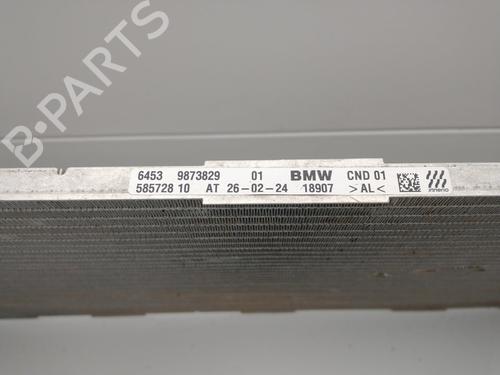 B-PARTS
6453 9873829 01 BMW CND 01
585728 10 AT 26-02-24 18907 >AL<